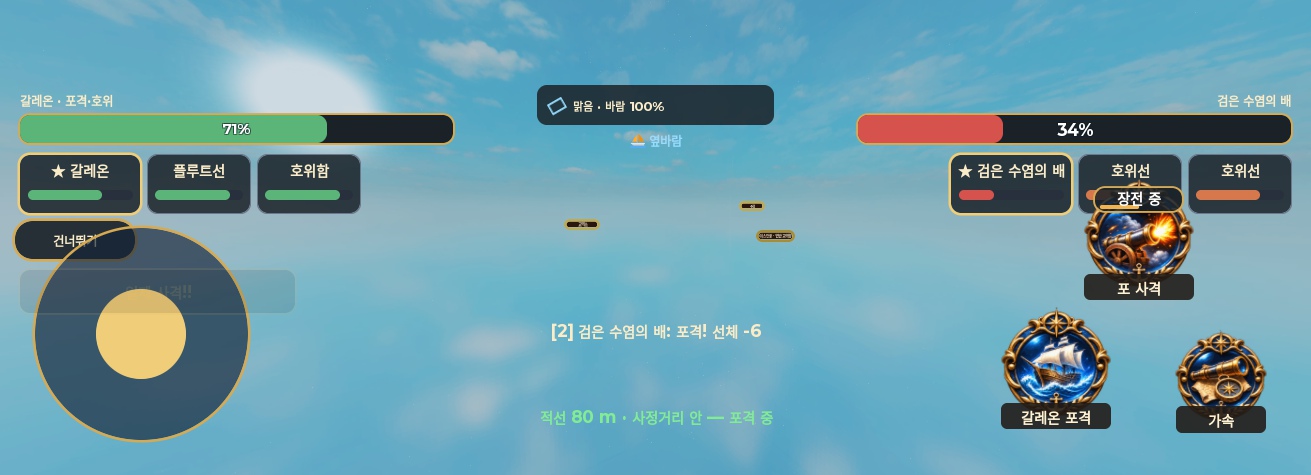 갈레온 · 포격·호위
71%
★ 갈레온
플루트선
호위함
건너뛰기
맑음 · 바람 100%
옆바람
검은 수염의 배
34%
★ 검은 수염의 배
호위선
호위선
장전 중
포 사격
[2] 검은 수염의 배: 포격! 선체 -6
적선 80 m · 사정거리 안 — 포격 중
갈레온 포격
가속